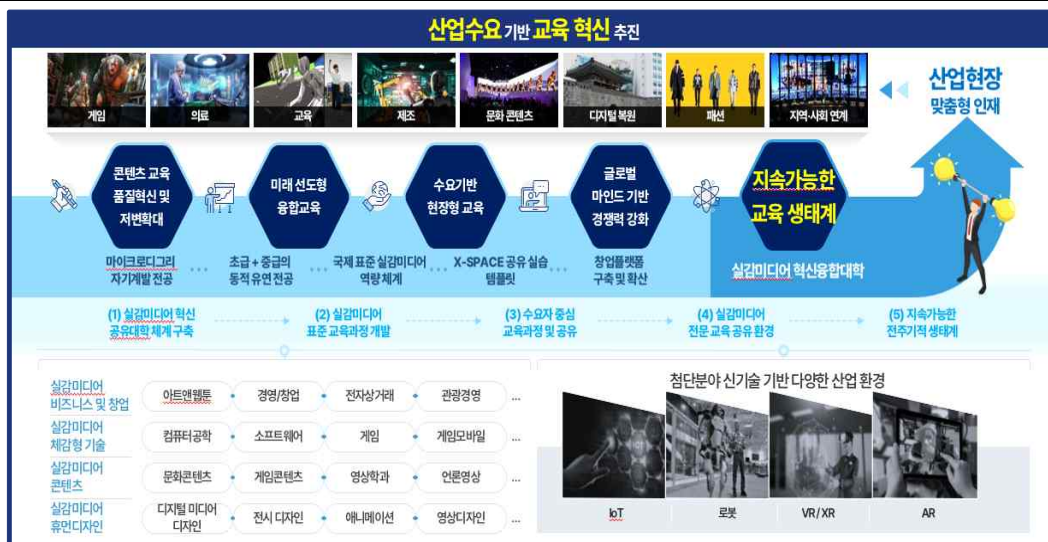 산업수요 기반 교육 혁신 추진
게임
의료
교육
제조
문화 콘텐츠
디지털 복원
패션
지역·사회 연계
산업현장
맞춤형 인재
콘텐츠 교육
품질혁신 및
저변확대
미래 선도형
융합교육
수요기반
현장형 교육
글로벌
마인드 기반
경쟁력 강화
지속가능한
교육 생태계
마이크로디그리
자기계발 전공
...
초급 + 중급의
동적 유연 전공
...
국제 표준 실감미디어
역량 체계
...
X-SPACE 공유 실습
템플릿
...
창업플랫폼
구축 및 확산
실감미디어 혁신융합대학
(1) 실감미디어 혁신
공유대학 체계 구축
(2) 실감미디어
표준 교육과정 개발
(3) 수요자 중심
교육과정 및 공유
(4) 실감미디어
전문 교육 공유 환경
(5) 지속가능한
전주기적 생태계
실감미디어
비즈니스 및 창업
아트앤웹툰
경영/창업
전자상거래
관광경영
...
실감미디어
체감형 기술
컴퓨터공학
소프트웨어
게임
게임모바일
...
실감미디어
콘텐츠
문화콘텐츠
게임콘텐츠
영상학과
언론영상
...
실감미디어
휴먼디자인
디지털 미디어
디자인
전시 디자인
애니메이션
영상디자인
...
첨단분야 신기술 기반 다양한 산업 환경
IoT
로봇
VR/XR
AR